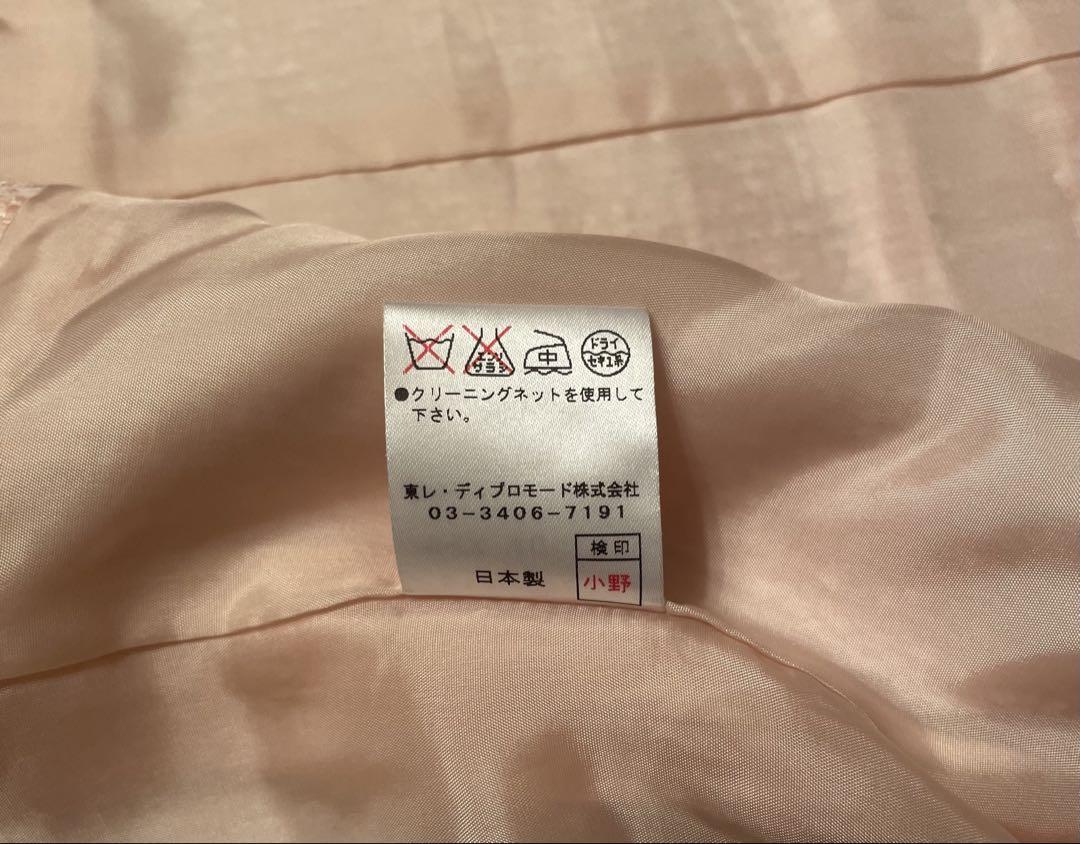 エンソ サラシ 中 ドライ セキユ系
●クリーニングネットを使用して
下さい。
東レ・ディプロモード株式会社
03-3406-7191
検印
日本製 小野